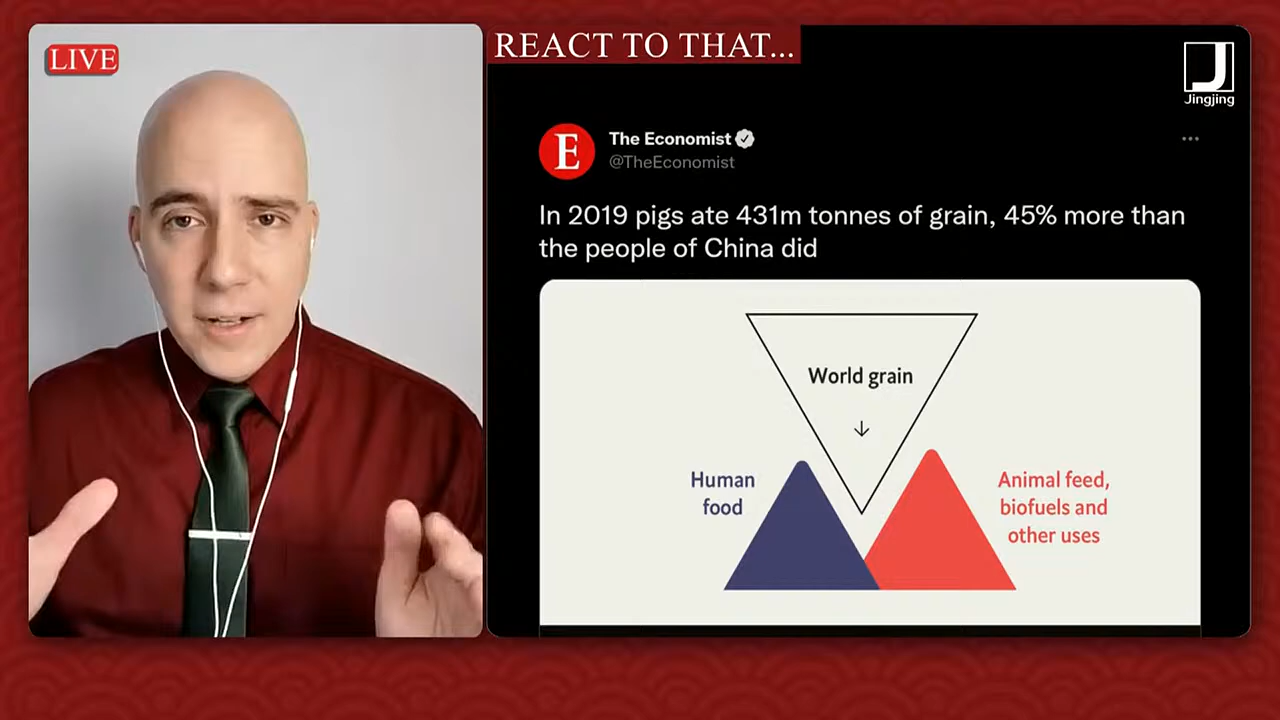 LIVE
REACT TO THAT...
J
Jingjing
E
The Economist
@TheEconomist
In 2019 pigs ate 431m tonnes of grain, 45% more than
the people of China did
World grain
Human
food
Animal feed,
biofuels and
other uses